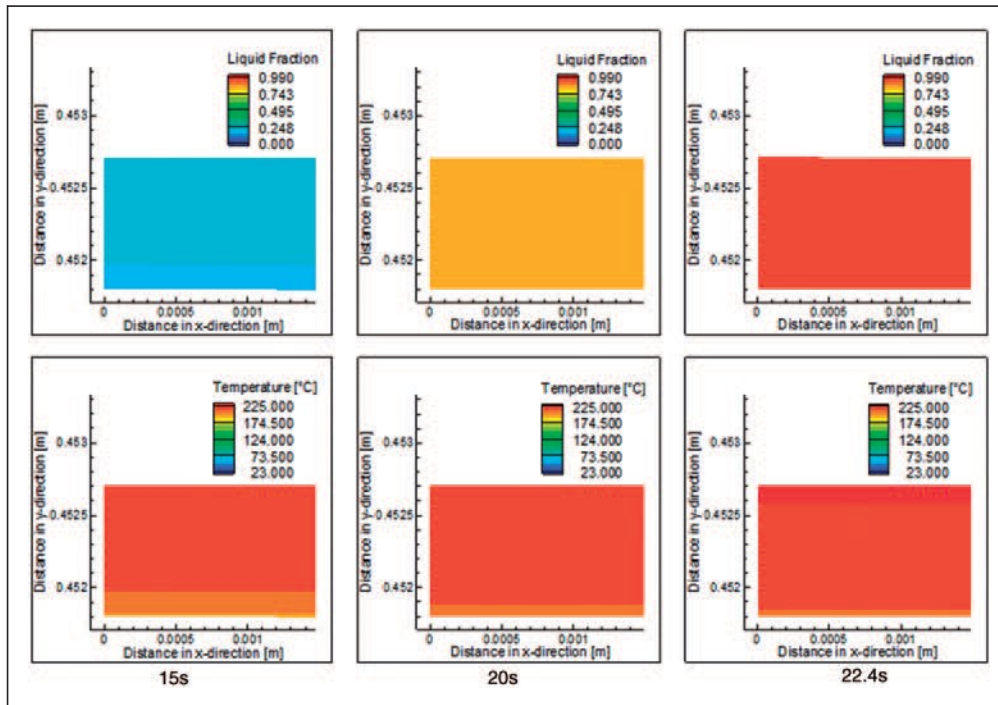 Liquid Fraction
0.990
0.743
0.495
0.248
0.000
Distance in y-direction [m]
0.453
0.4525
0.452
0 0.0005 0.001
Distance in x-direction [m]
Liquid Fraction
0.990
0.743
0.495
0.248
0.000
Distance in y-direction [m]
0.453
0.4525
0.452
0 0.0005 0.001
Distance in x-direction [m]
Liquid Fraction
0.990
0.743
0.495
0.248
0.000
Distance in y-direction [m]
0.453
0.4525
0.452
0 0.0005 0.001
Distance in x-direction [m]
Temperature [°C]
225.000
174.500
124.000
73.500
23.000
Distance in y-direction [m]
0.453
0.4525
0.452
0 0.0005 0.001
Distance in x-direction [m]
15s
Temperature [°C]
225.000
174.500
124.000
73.500
23.000
Distance in y-direction [m]
0.453
0.4525
0.452
0 0.0005 0.001
Distance in x-direction [m]
20s
Temperature [°C]
225.000
174.500
124.000
73.500
23.000
Distance in y-direction [m]
0.453
0.4525
0.452
0 0.0005 0.001
Distance in x-direction [m]
22.4s